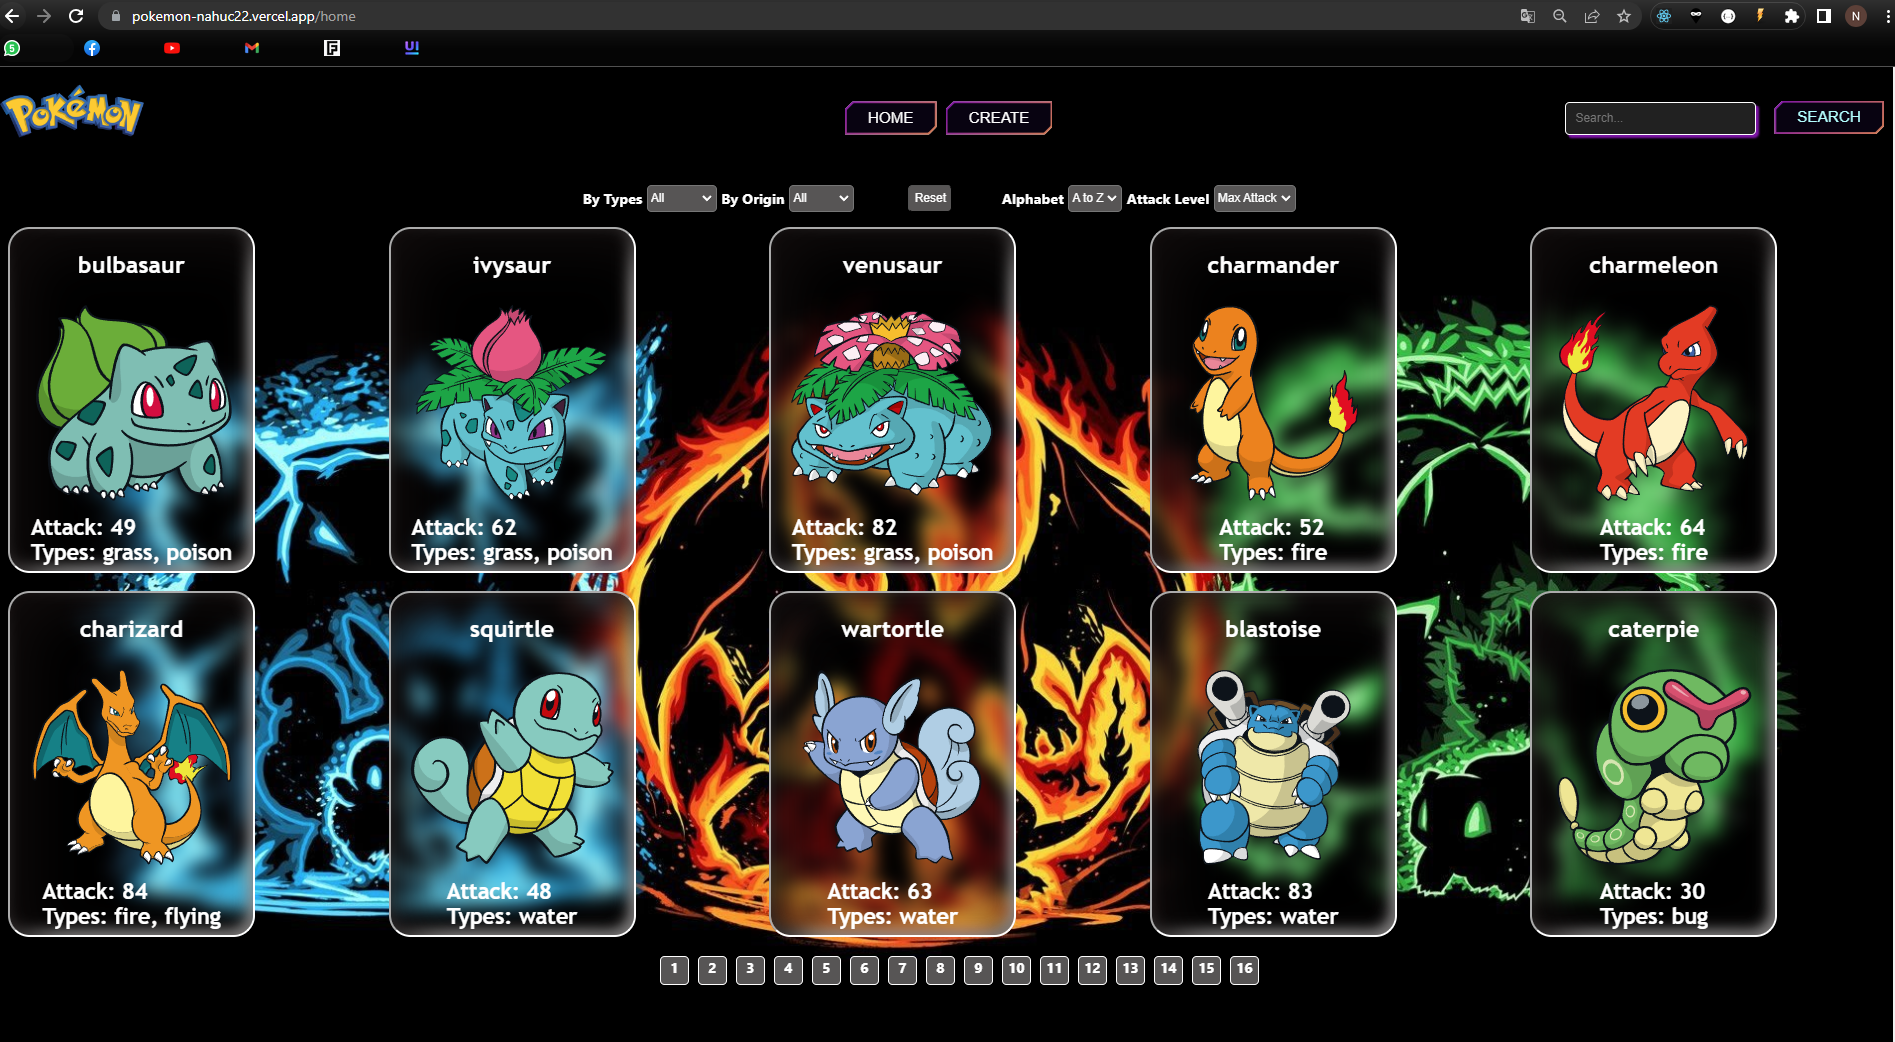 pokemon-nahuc22.vercel.app/home
N
5
F
UI
POKéMON
HOME
CREATE
Search...
SEARCH
By Types All By Origin All Reset Alphabet A to Z Attack Level Max Attack
bulbasaur
Attack: 49
Types: grass, poison
ivysaur
Attack: 62
Types: grass, poison
venusaur
Attack: 82
Types: grass, poison
charmander
Attack: 52
Types: fire
charmeleon
Attack: 64
Types: fire
charizard
Attack: 84
Types: fire, flying
squirtle
Attack: 48
Types: water
wartortle
Attack: 63
Types: water
blastoise
Attack: 83
Types: water
caterpie
Attack: 30
Types: bug
1 2 3 4 5 6 7 8 9 10 11 12 13 14 15 16